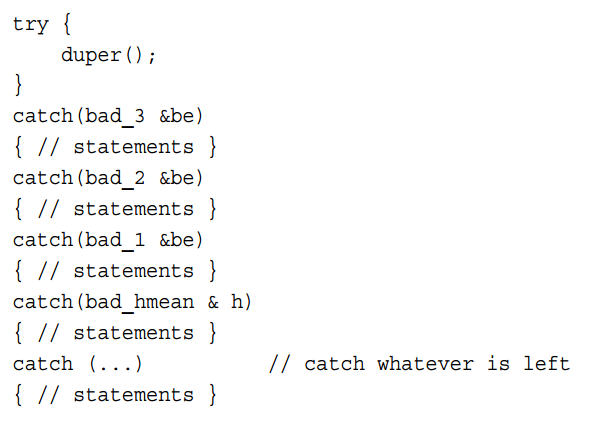 try {
    duper();
}
catch(bad_3 &be)
{ // statements }
catch(bad_2 &be)
{ // statements }
catch(bad_1 &be)
{ // statements }
catch(bad_hmean & h)
{ // statements }
catch (...)          // catch whatever is left
{ // statements }